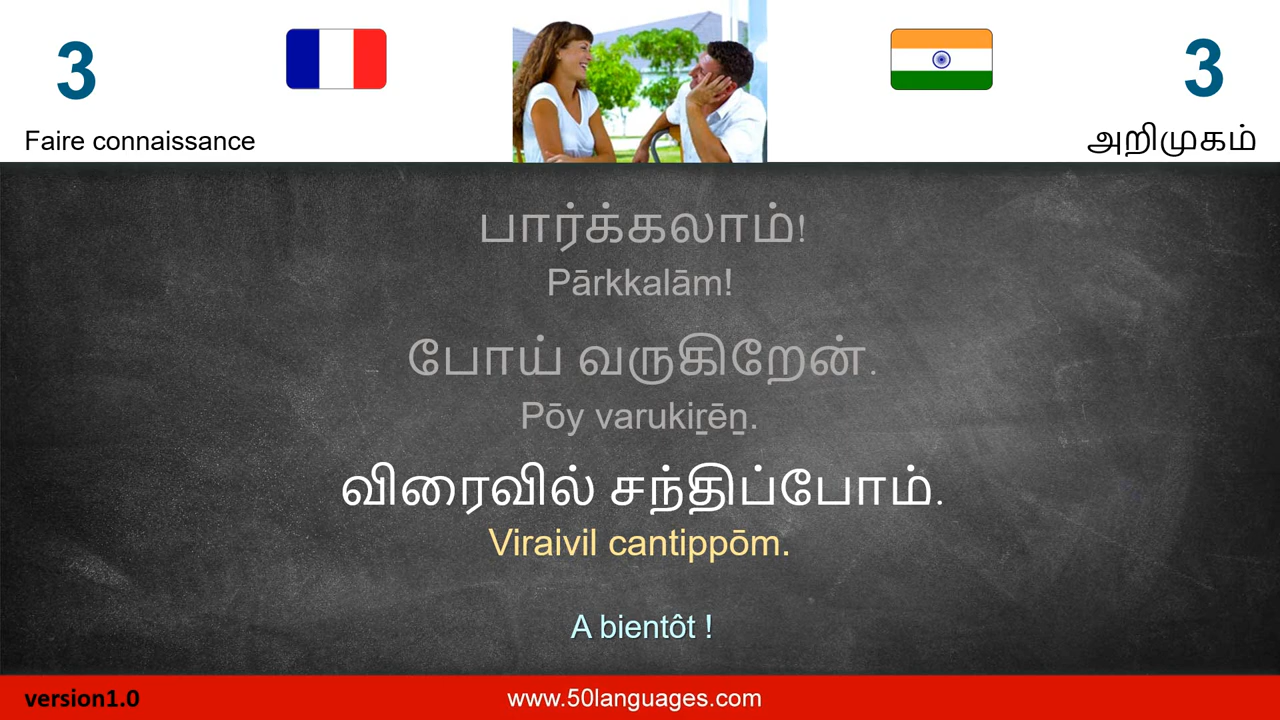 3
3
Faire connaissance
அறிமுகம்
பார்க்கலாம்!
Pārkkalām!
போய் வருகிறேன்.
Pōy varukiṟēṉ.
விரைவில் சந்திப்போம்.
Viraivil cantippōm.
A bientôt !
version1.0
www.50languages.com